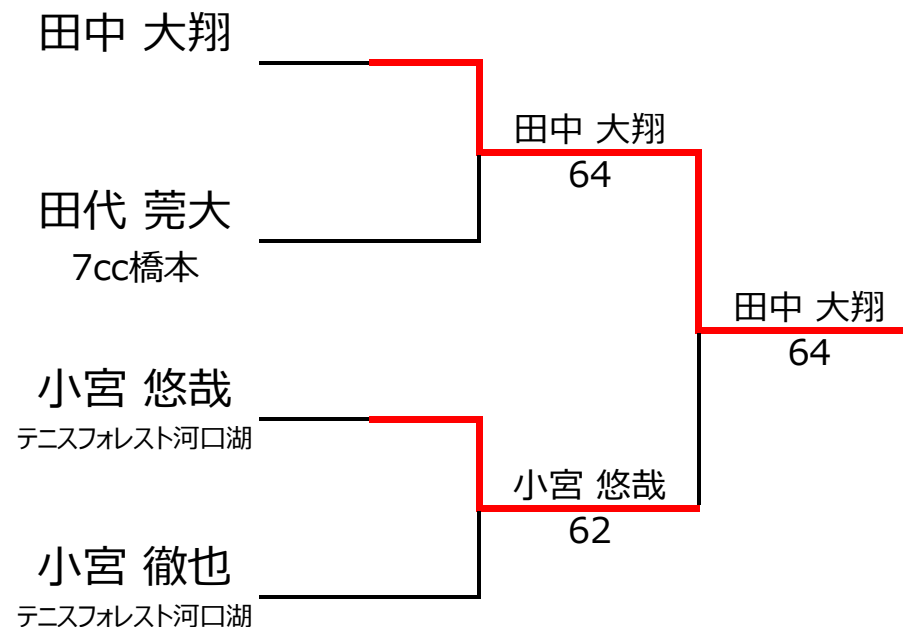 田中 大翔
田中 大翔
64
田代 莞大
7cc橋本
田中 大翔
64
小宮 悠哉
テニスフォレスト河口湖
小宮 悠哉
62
小宮 徹也
テニスフォレスト河口湖